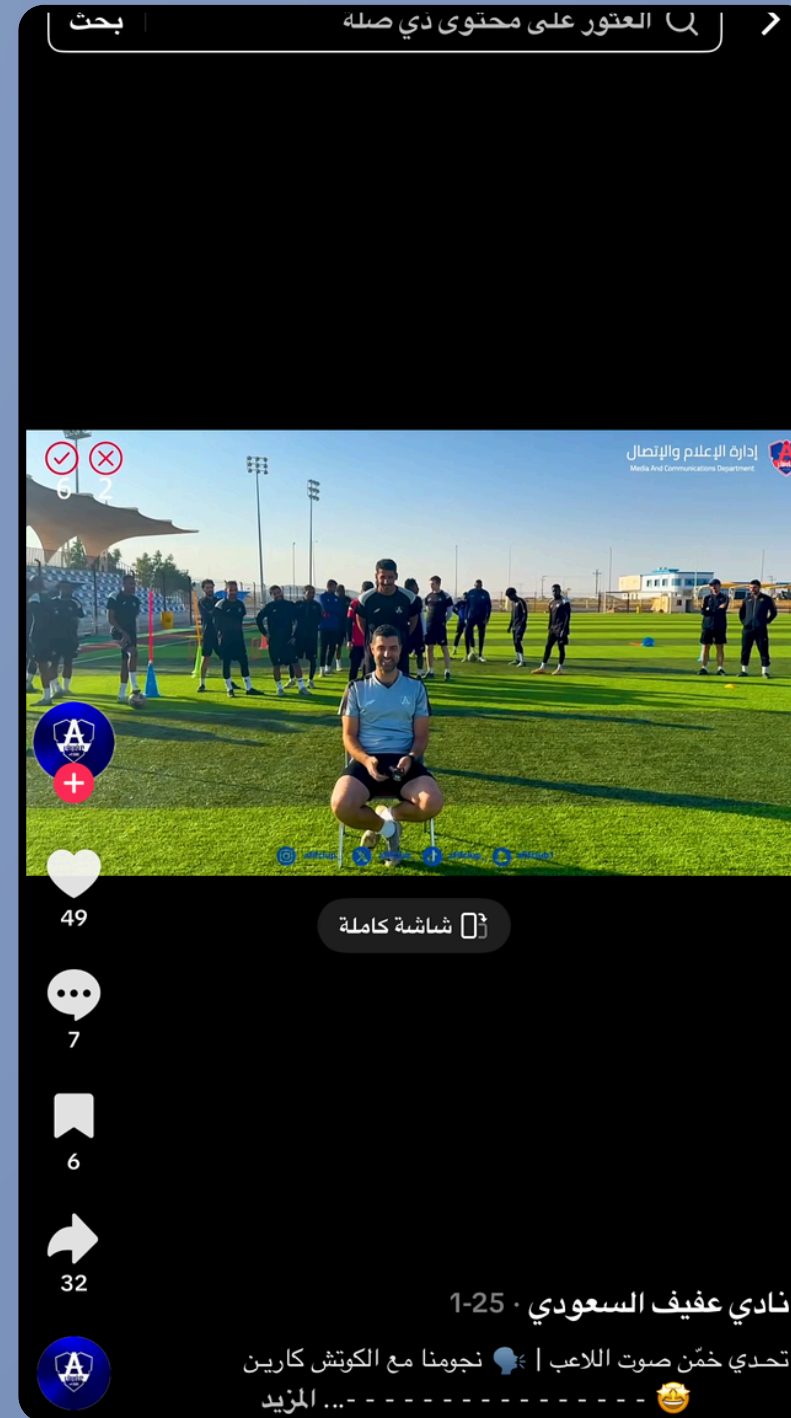 العثور على محتوى ذي صلة
بحث
6 2
إدارة الإعلام والإتصال
Media And Communications Department
شاشة كاملة
49
7
6
32
نادي عفيف السعودي · 25-1
تحدي خمّن صوت اللاعب | 🗣️ نجومنا مع الكوتش كارين
🤩 - - - - - - - - - - - - - - - -... المزيد